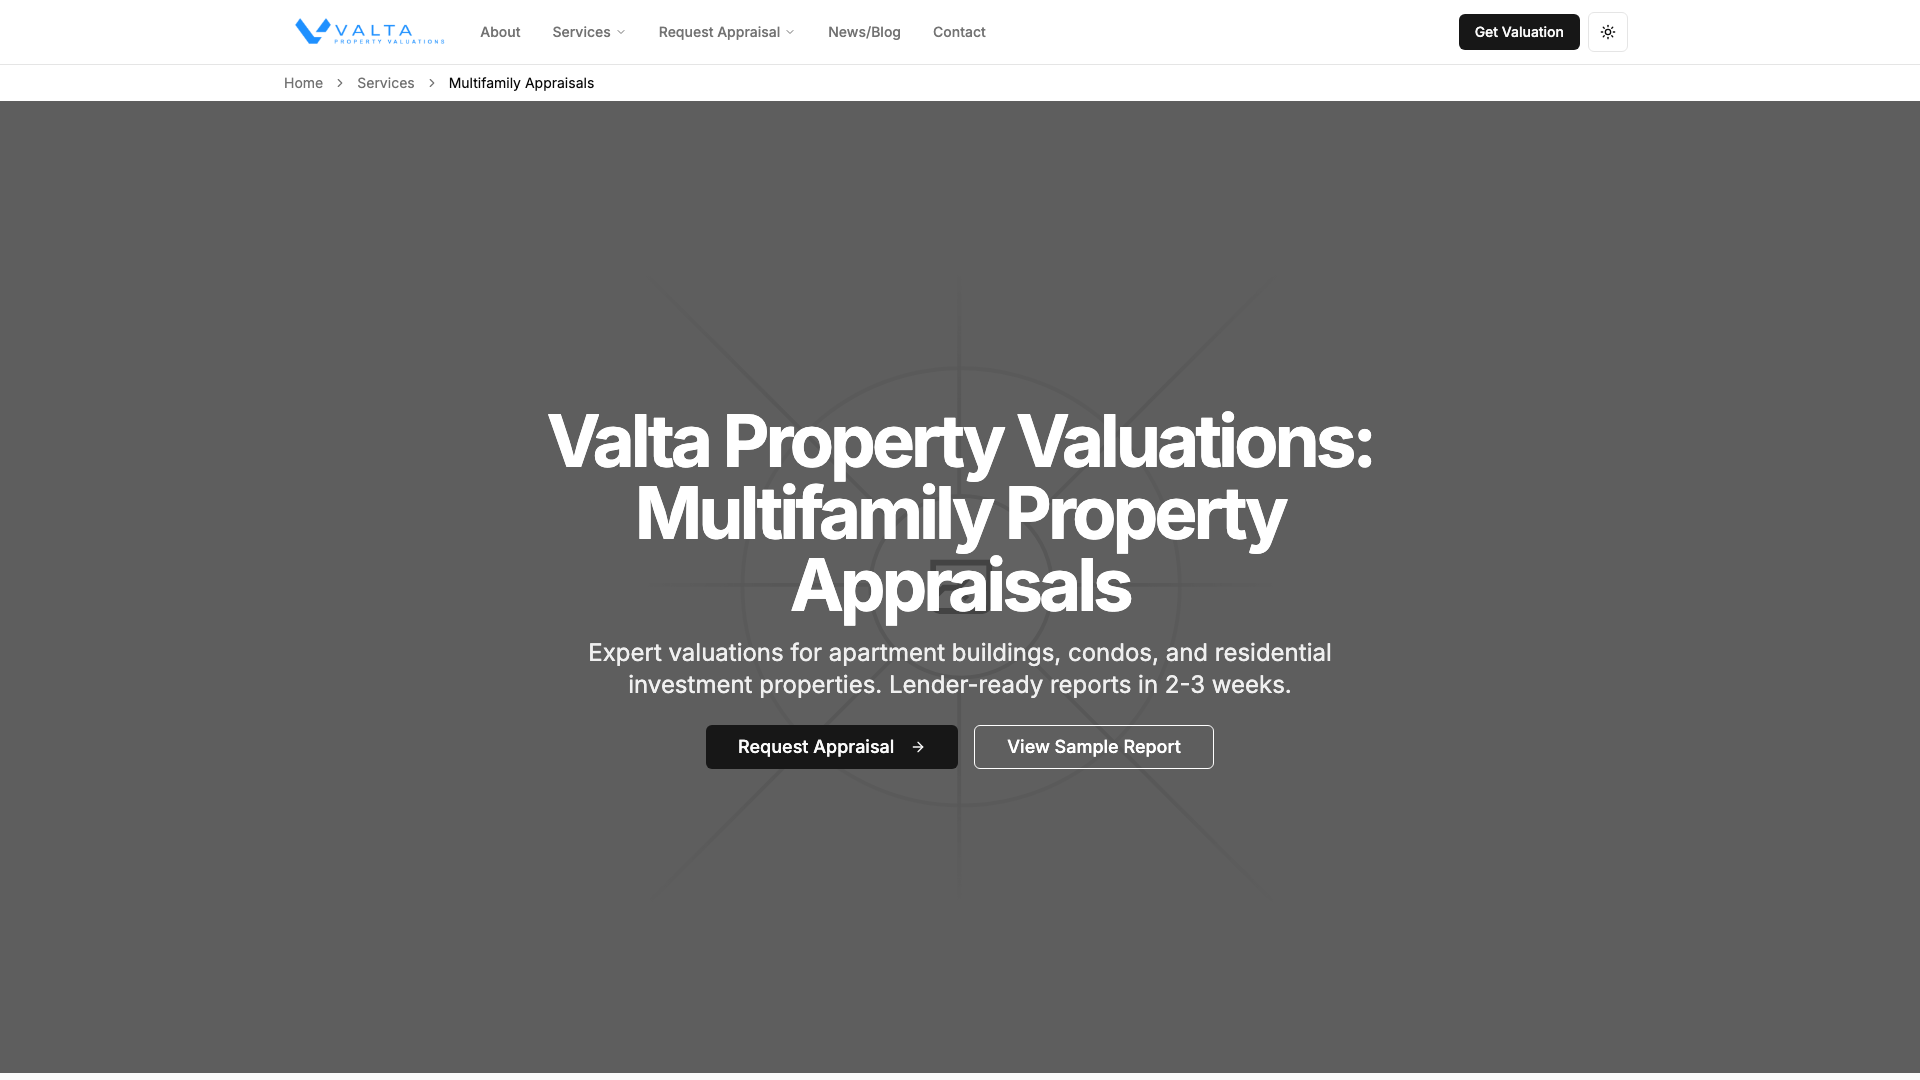 VALTA
PROPERTY VALUATIONS
About
Services
Request Appraisal
News/Blog
Contact
Get Valuation
Home
Services
Multifamily Appraisals
Valta Property Valuations:
Multifamily Property
Appraisals
Expert valuations for apartment buildings, condos, and residential
investment properties. Lender-ready reports in 2-3 weeks.
Request Appraisal
View Sample Report